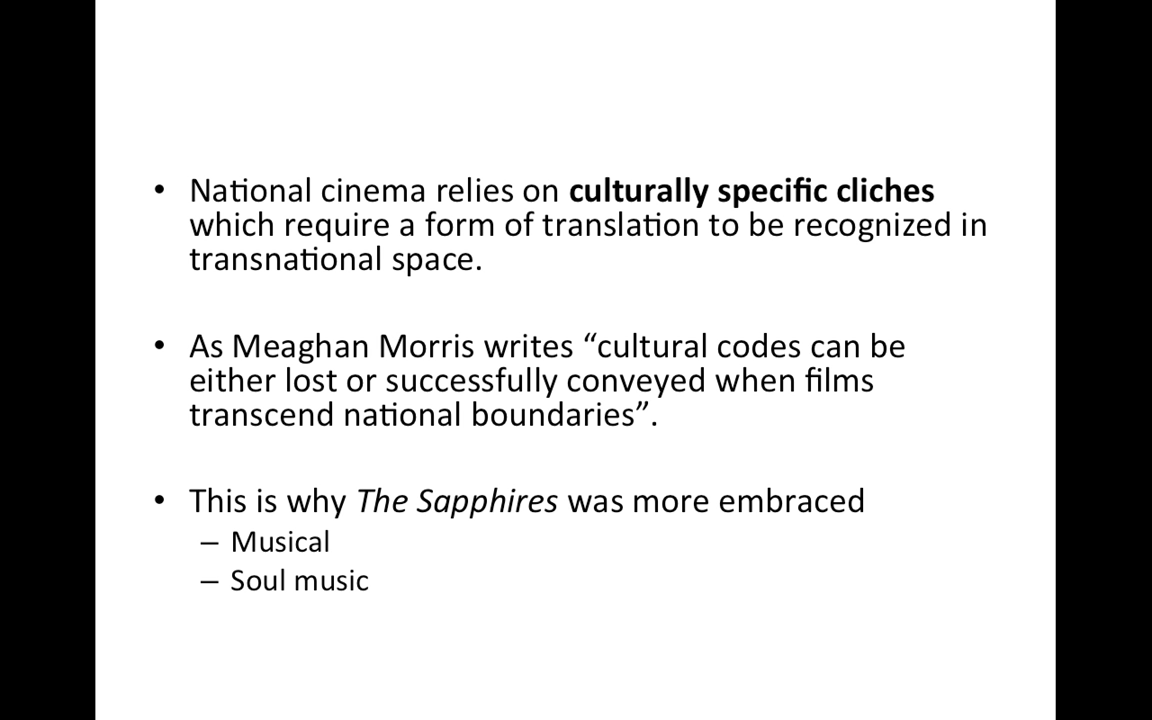 • National cinema relies on culturally specific cliches
which require a form of translation to be recognized in
transnational space.
• As Meaghan Morris writes “cultural codes can be
either lost or successfully conveyed when films
transcend national boundaries”.
• This is why The Sapphires was more embraced
– Musical
– Soul music